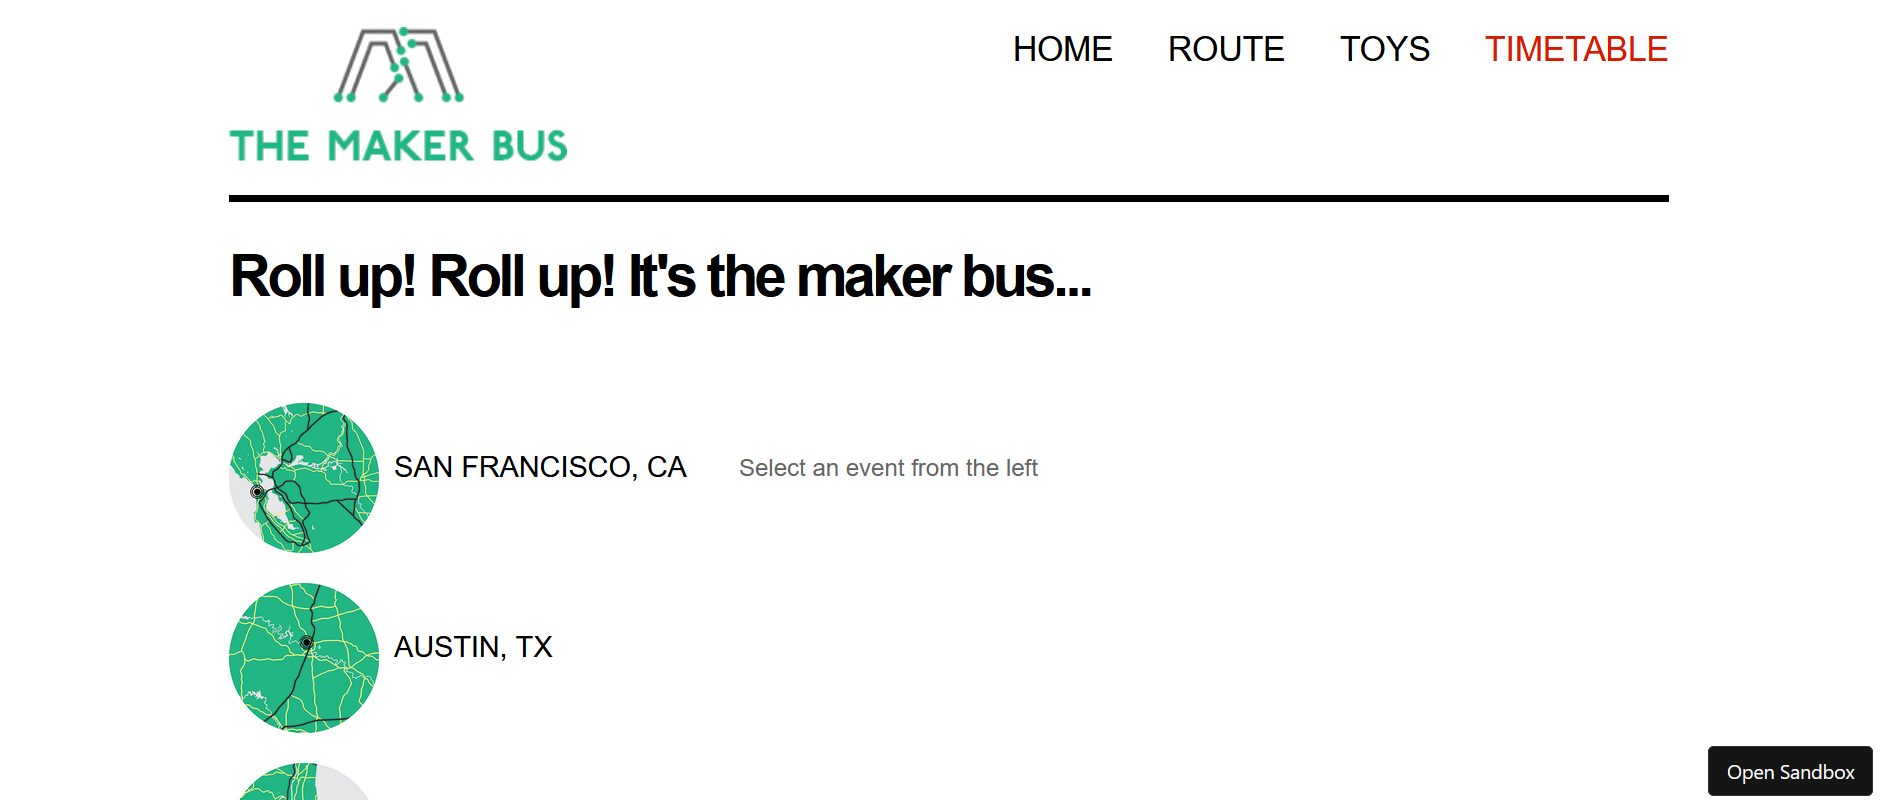 HOME ROUTE TOYS TIMETABLE
THE MAKER BUS
Roll up! Roll up! It's the maker bus...
SAN FRANCISCO, CA
Select an event from the left
AUSTIN, TX
Open Sandbox